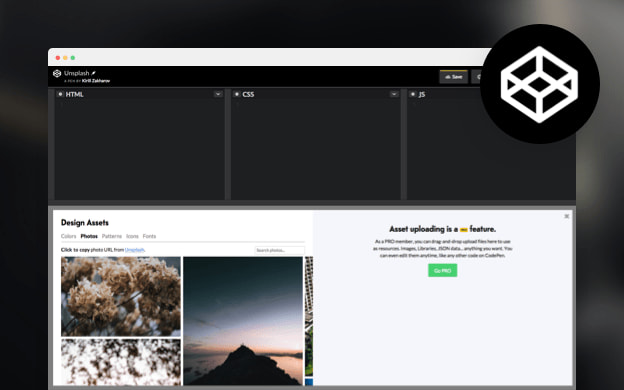 Unsplash
A PEN BY Kirill Zakharov
Save
HTML
CSS
JS
Design Assets
Colors Photos Patterns Icons Fonts
Click to copy photo URL from Unsplash.
Search photos...
Asset uploading is a PRO feature.
As a PRO member, you can drag-and-drop upload files here to use
as resources. Images, Libraries, JSON data... anything you want. You
can even edit them anytime, like any other code on CodePen.
Go PRO